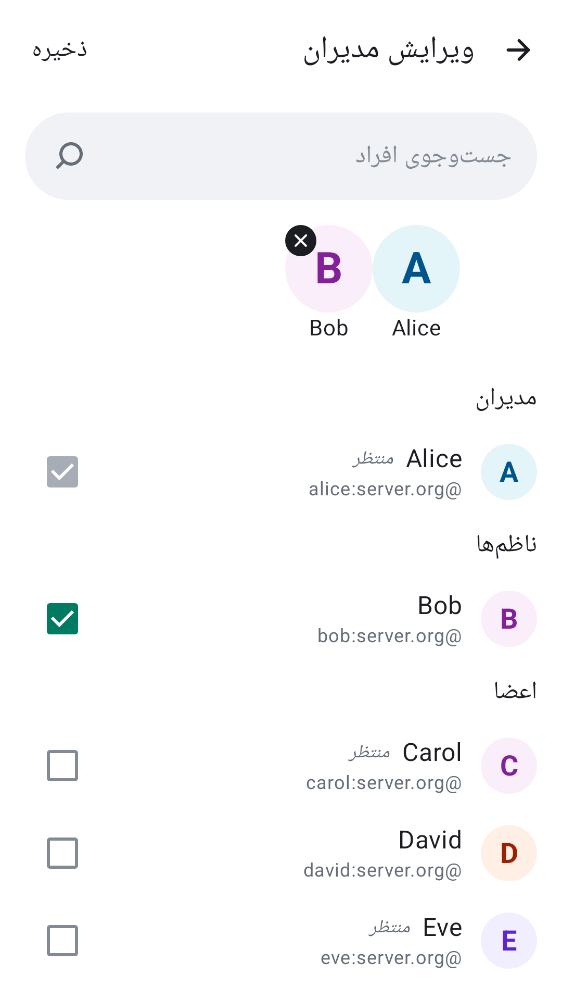 ویرایش مدیران
ذخیره
جست‌وجوی افراد
A
B
Alice
Bob
مدیران
A
Alice منتظر
@alice:server.org
ناظم‌ها
B
Bob
@bob:server.org
اعضا
C
Carol منتظر
@carol:server.org
D
David
@david:server.org
E
Eve منتظر
@eve:server.org